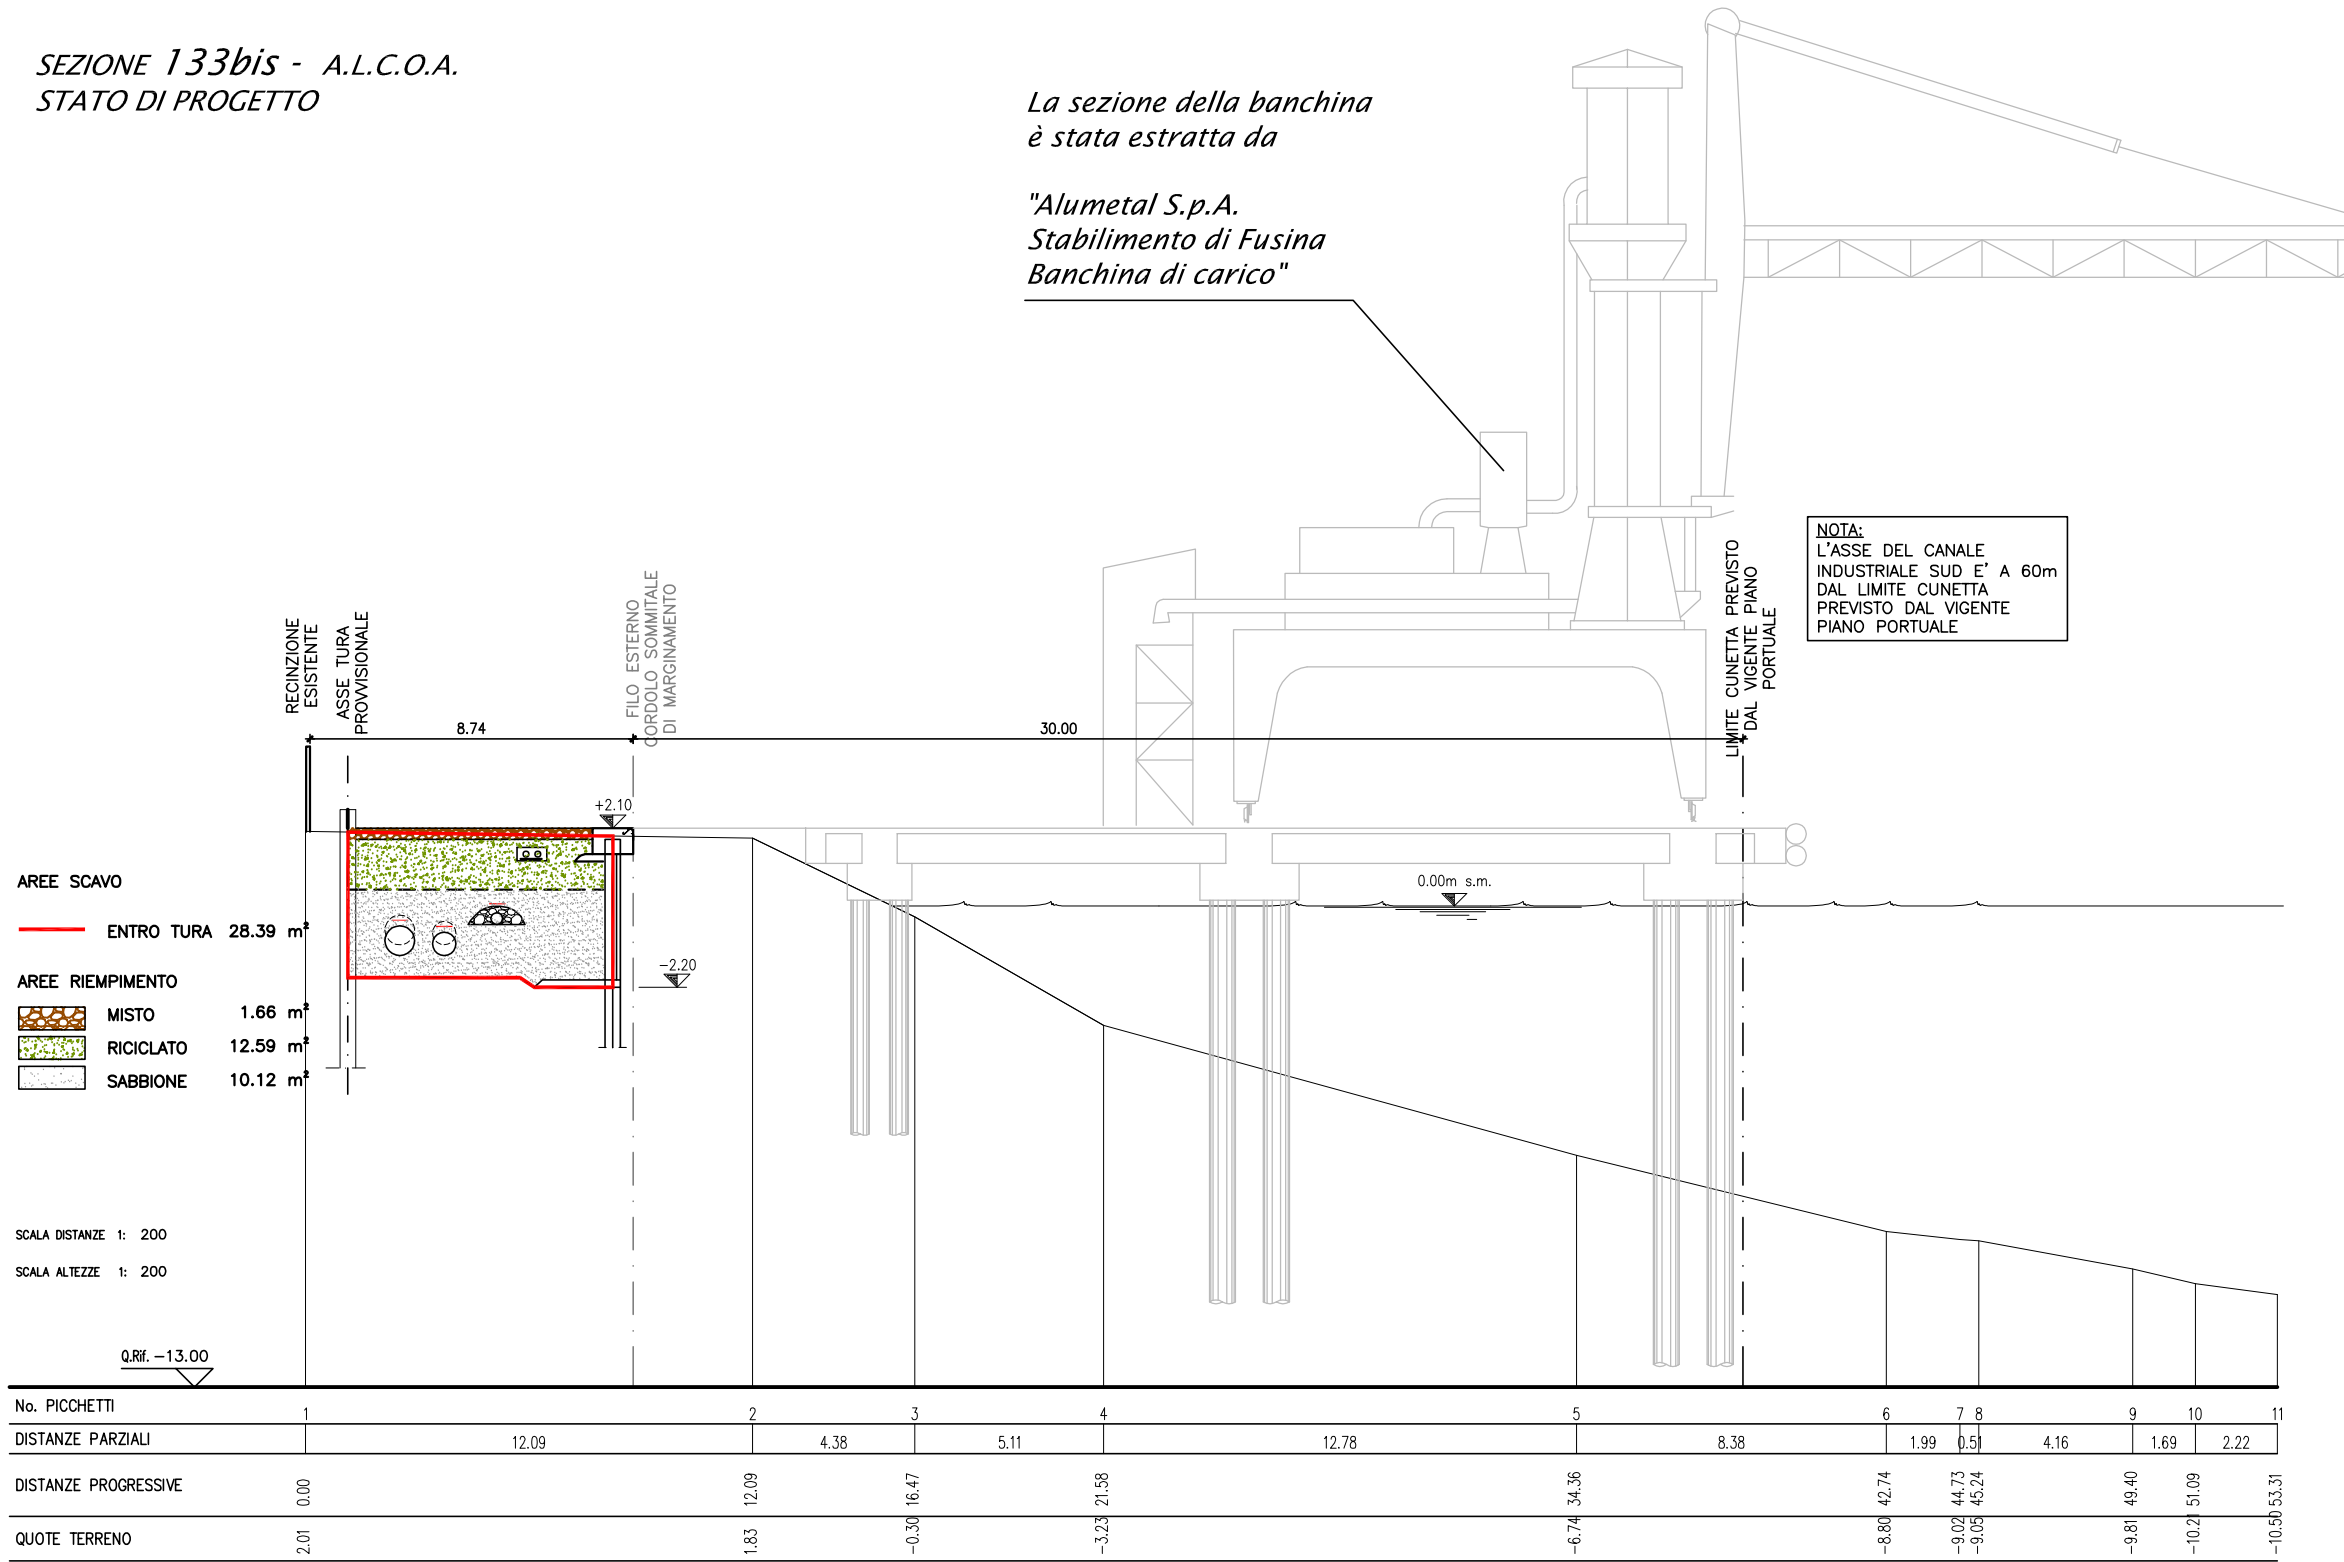 SEZIONE 133bis - A.L.C.O.A.
STATO DI PROGETTO
La sezione della banchina
è stata estratta da
"Alumetal S.p.A.
Stabilimento di Fusina
Banchina di carico"
NOTA:
L'ASSE DEL CANALE
INDUSTRIALE SUD E' A 60m
DAL LIMITE CUNETTA
PREVISTO DAL VIGENTE
PIANO PORTUALE
RECINZIONE
ESISTENTE
ASSE TURA
PROVVISIONALE
FILO ESTERNO
CORDOLO SOMMITALE
DI MARGINAMENTO
LIMITE CUNETTA PREVISTO
DAL VIGENTE PIANO
PORTUALE
8.74
30.00
+2.10
0.00m s.m.
-2.20
AREE SCAVO
ENTRO TURA 28.39 m²
AREE RIEMPIMENTO
MISTO 1.66 m²
RICICLATO 12.59 m²
SABBIONE 10.12 m²
SCALA DISTANZE 1: 200
SCALA ALTEZZE 1: 200
Q.Rif. -13.00
No. PICCHETTI 1 2 3 4 5 6 7 8 9 10 11
DISTANZE PARZIALI 12.09 4.38 5.11 12.78 8.38 1.99 0.51 4.16 1.69 2.22
DISTANZE PROGRESSIVE 0.00 12.09 16.47 21.58 34.36 42.74 44.73 45.24 49.40 51.09 53.31
QUOTE TERRENO 2.01 1.83 -0.30 -3.23 -6.74 -8.80 -9.02 -9.05 -9.81 -10.21 -10.50